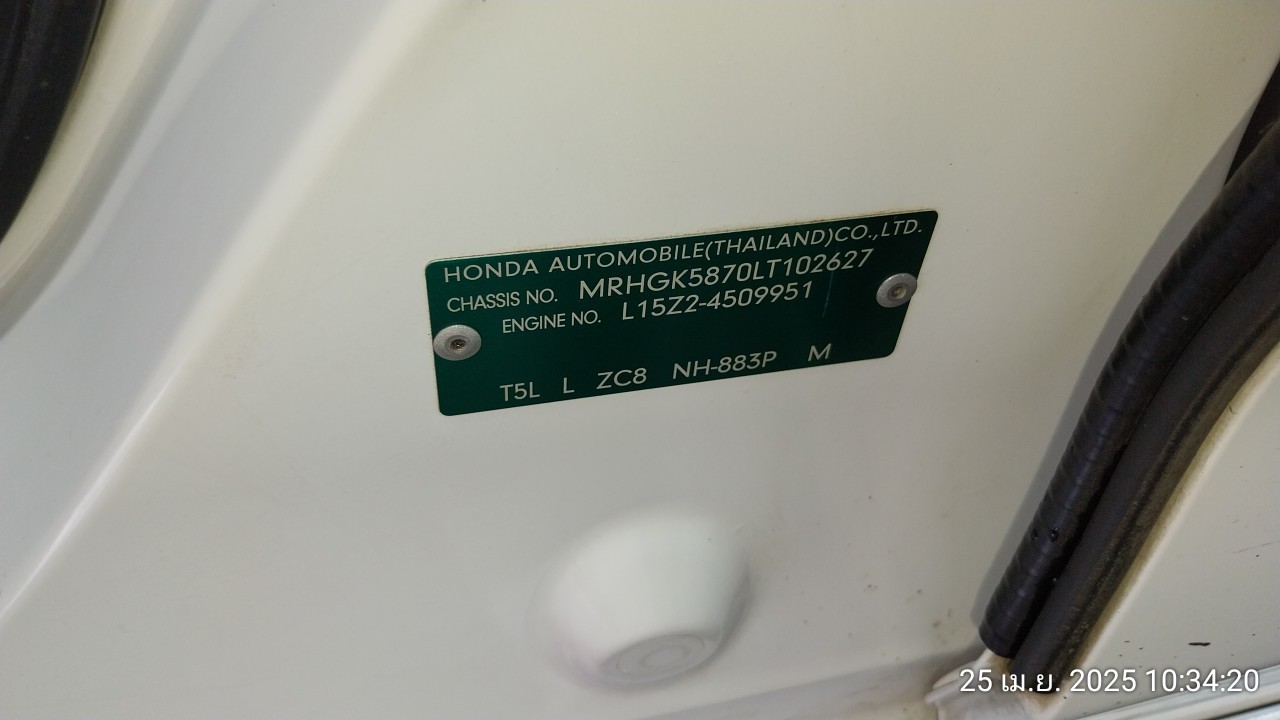 HONDA AUTOMOBILE(THAILAND)CO.,LTD.
CHASSIS NO. MRHGK5870LT102627
ENGINE NO. L15Z2-4509951
T5L L ZC8 NH-883P M
25 เม.ย. 2025 10:34:20